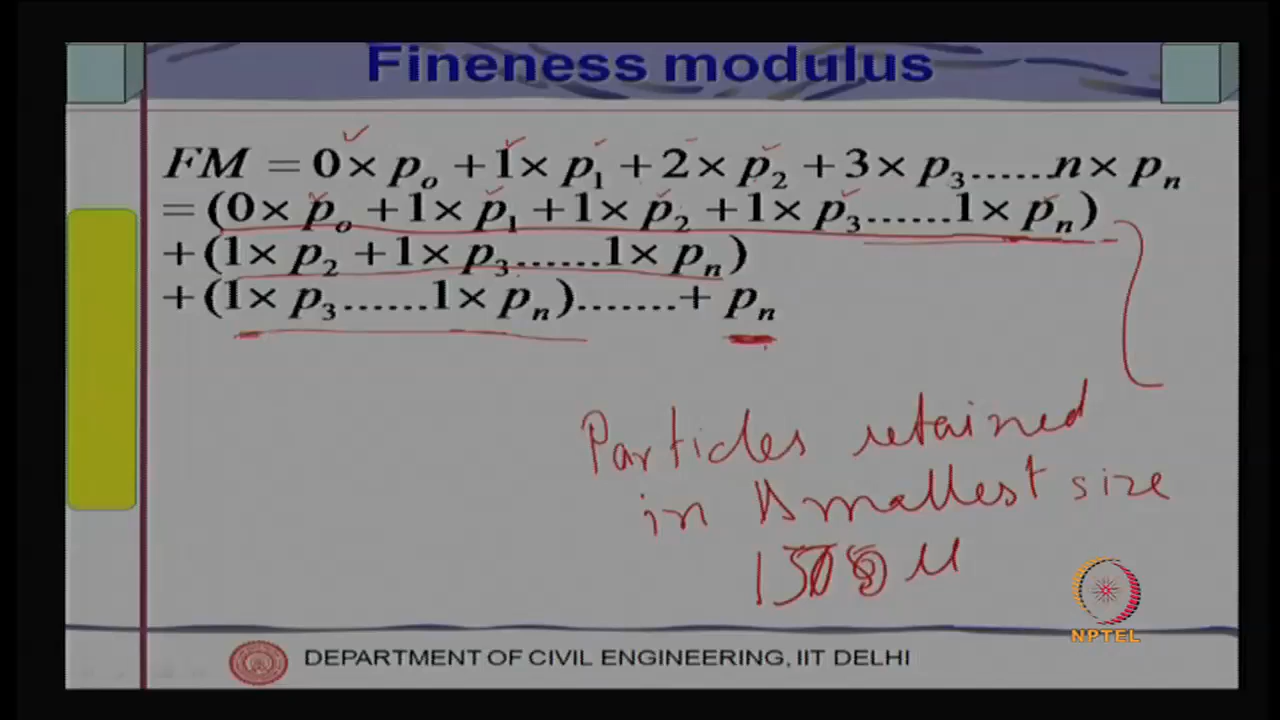 Fineness modulus
FM = 0 × p₀ + 1 × p₁ + 2 × p₂ + 3 × p₃......n × pₙ
= (0 × p₀ + 1 × p₁ + 1 × p₂ + 1 × p₃......1 × pₙ)
+ (1 × p₂ + 1 × p₃......1 × pₙ)
+ (1 × p₃......1 × pₙ).......+ pₙ
Particles retained
in smallest size
NPTEL
DEPARTMENT OF CIVIL ENGINEERING, IIT DELHI